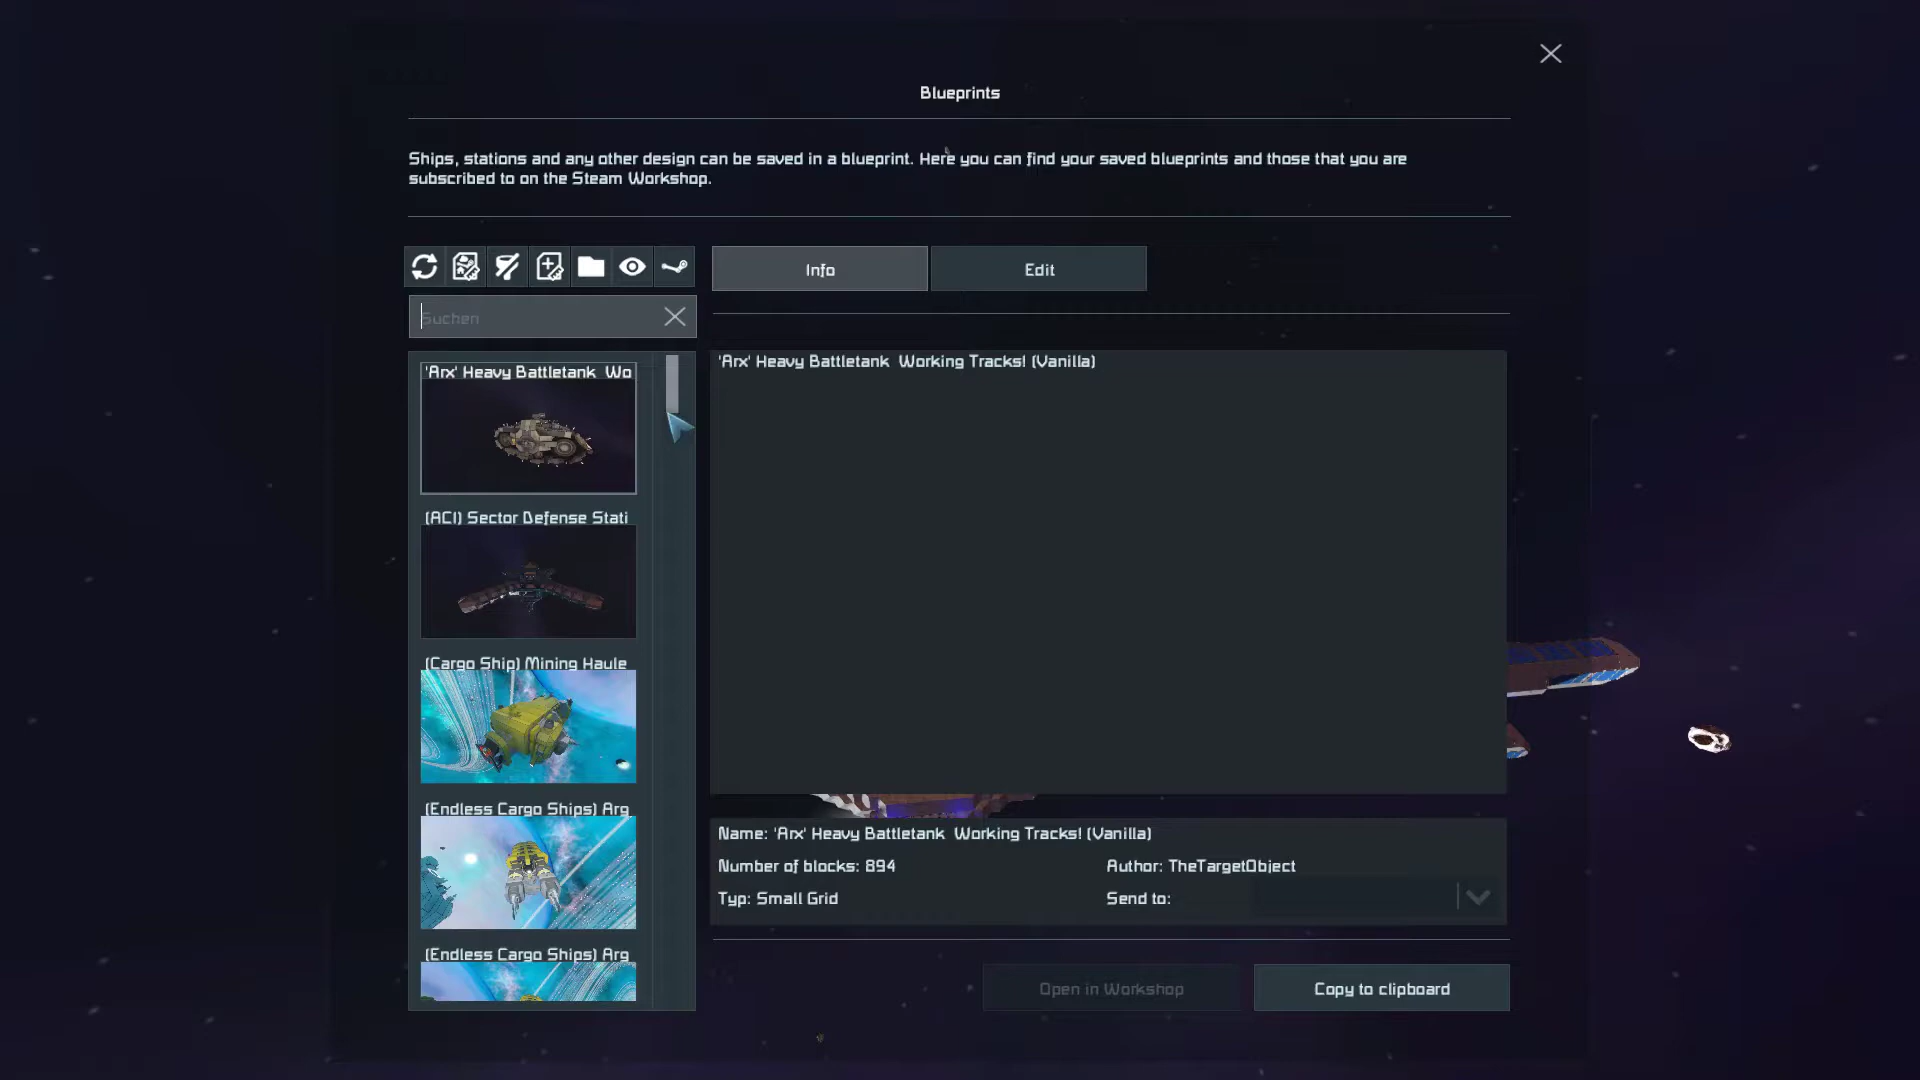 Blueprints
Ships, stations and any other design can be saved in a blueprint. Here you can find your saved blueprints and those that you are
subscribed to on the Steam Workshop.
Info
Edit
Suchen
'Arx' Heavy Battletank  Wo
(ACI) Sector Defense Stati
(Cargo Ship) Mining Haule
(Endless Cargo Ships) Arg
(Endless Cargo Ships) Arg
'Arx' Heavy Battletank  Working Tracks! (Vanilla)
Name: 'Arx' Heavy Battletank  Working Tracks! (Vanilla)
Number of blocks: 894
Author: TheTargetObject
Typ: Small Grid
Send to:
Open in Workshop
Copy to clipboard